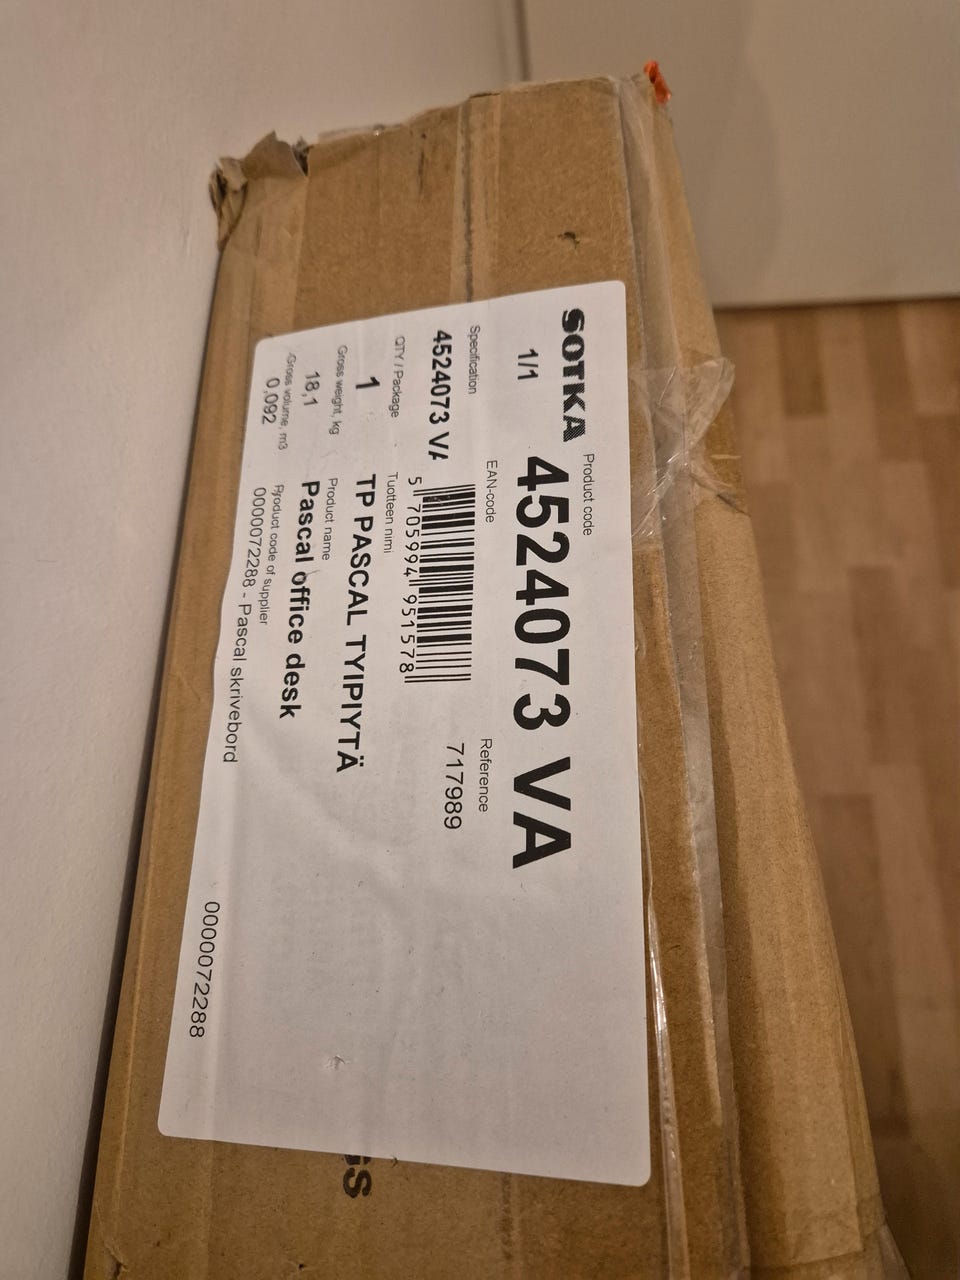 SOTKA
1/1
Product code
4524073 VA
Specification
4524073 VA
EAN-code
5 705994 951578
Reference
717989
QTY / Package
1
Tuotteen nimi
TP PASCAL TYIPIYTÄ
Gross weight, kg
18,1
Product name
Pascal office desk
Gross volume, m3
0,092
Product code of supplier
0000072288 - Pascal skrivebord
0000072288
GS